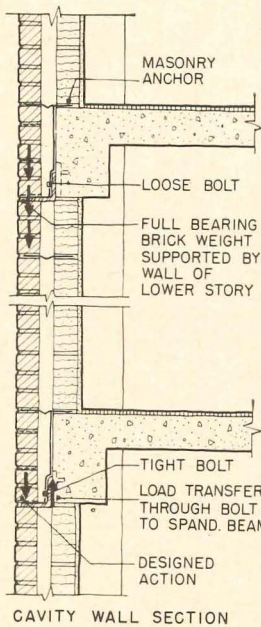 MASONRY
ANCHOR
LOOSE BOLT
FULL BEARING
BRICK WEIGHT
SUPPORTED BY
WALL OF
LOWER STORY
TIGHT BOLT
LOAD TRANSFER
THROUGH BOLT
TO SPAND. BEAM
DESIGNED
ACTION
CAVITY WALL SECTION